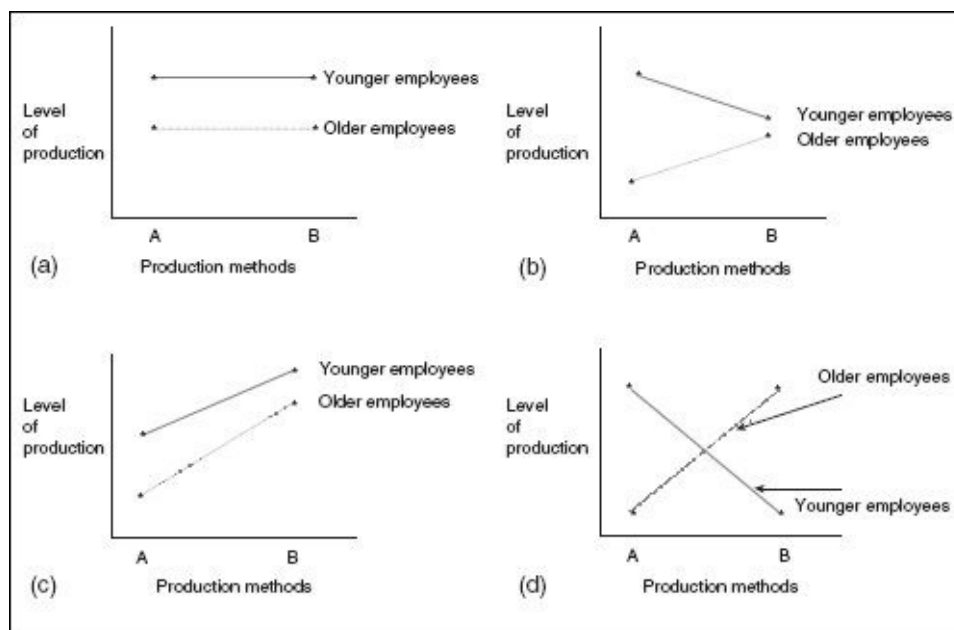 Level
of
production
Younger employees
Older employees
A B
Production methods
(a)
Level
of
production
Younger employees
Older employees
A B
Production methods
(b)
Level
of
production
Younger employees
Older employees
A B
Production methods
(c)
Level
of
production
Older employees
Younger employees
A B
Production methods
(d)